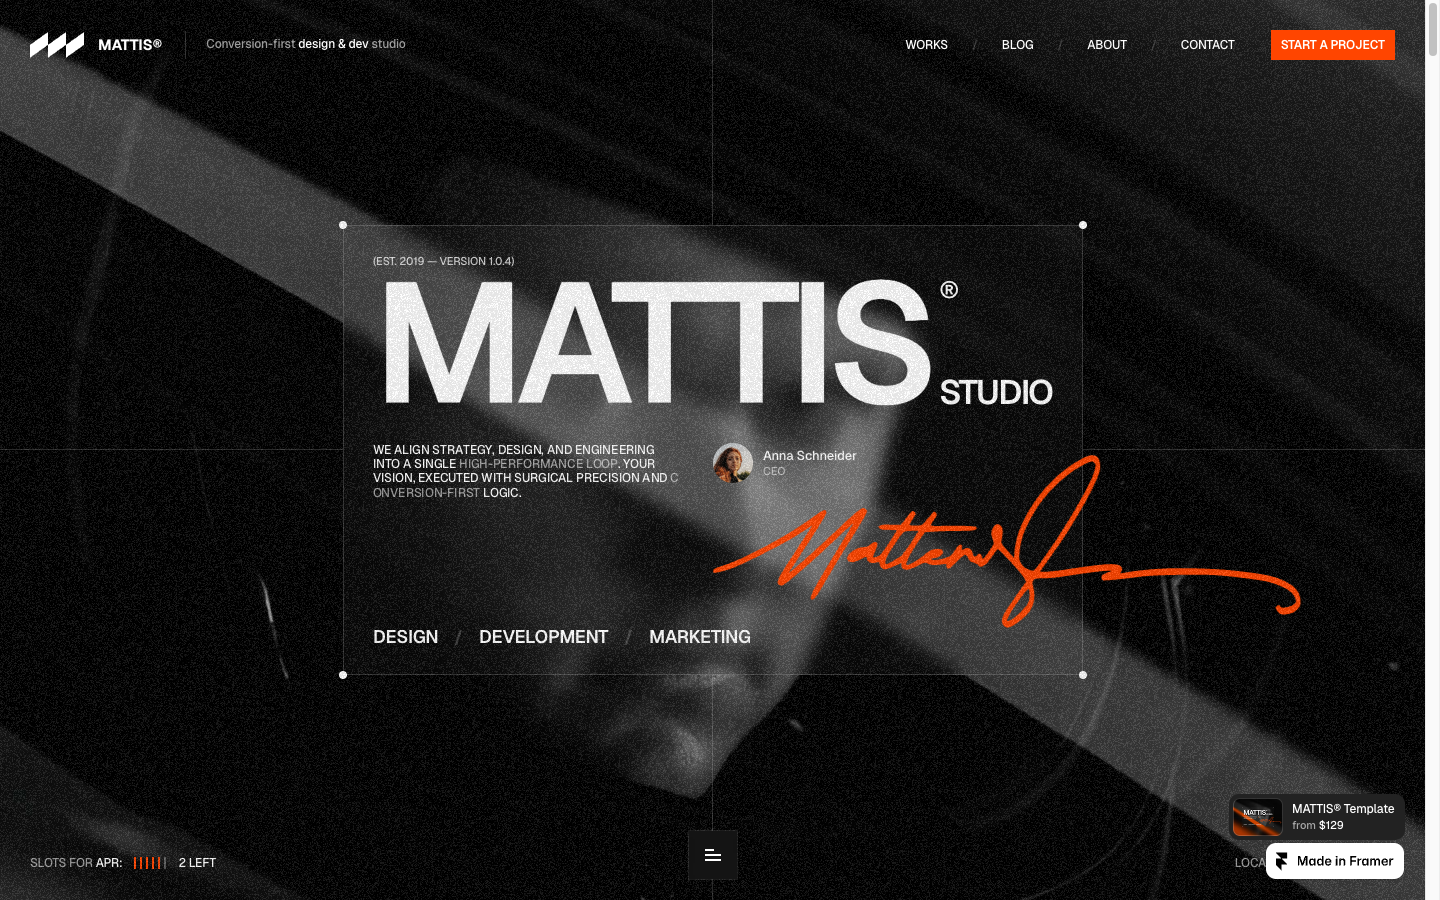 MATTIS®
Conversion-first design & dev studio
WORKS / BLOG / ABOUT / CONTACT
START A PROJECT
(EST. 2019 — VERSION 1.0.4)
MATTIS®
STUDIO
WE ALIGN STRATEGY, DESIGN, AND ENGINEERING
INTO A SINGLE HIGH-PERFORMANCE LOOP. YOUR
VISION, EXECUTED WITH SURGICAL PRECISION AND C
ONVERSION-FIRST LOGIC.
Anna Schneider
CEO
DESIGN / DEVELOPMENT / MARKETING
MATTIS® Template
from $129
SLOTS FOR APR: 2 LEFT
LOCA
Made in Framer